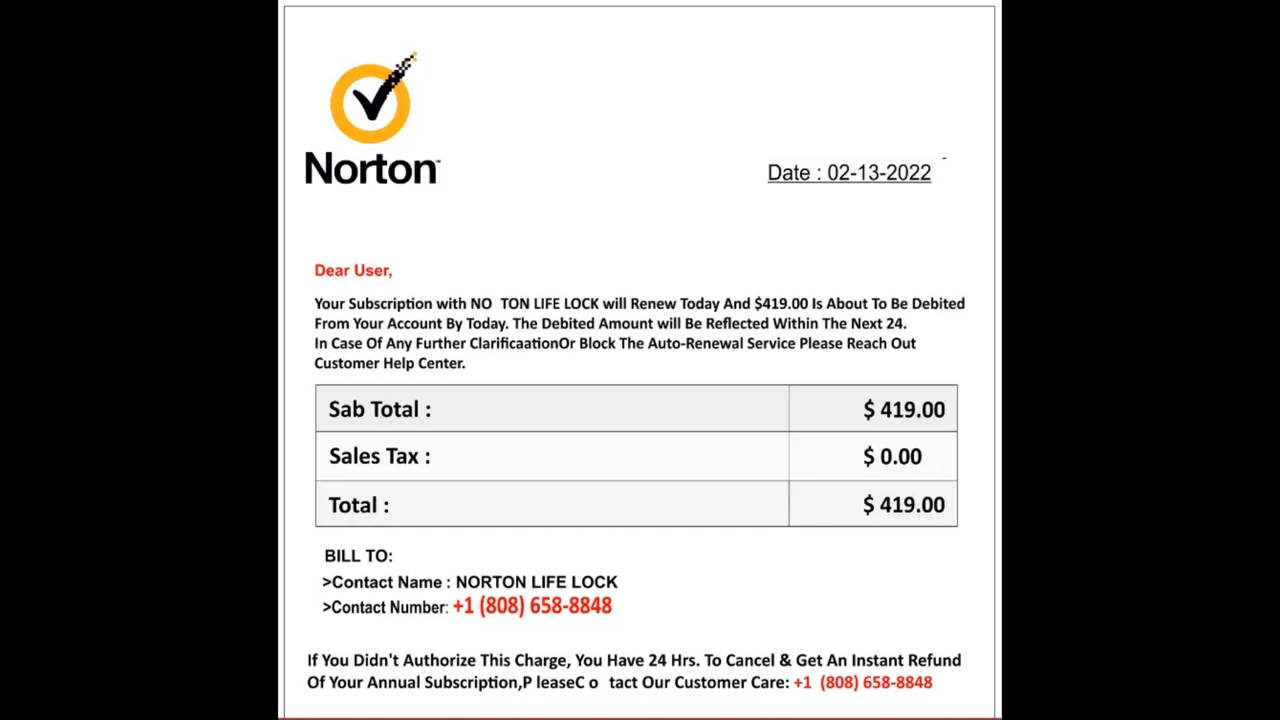 Norton™
Date : 02-13-2022
Dear User,
Your Subscription with NO TON LIFE LOCK will Renew Today And $419.00 Is About To Be Debited
From Your Account By Today. The Debited Amount will Be Reflected Within The Next 24.
In Case Of Any Further ClarificaationOr Block The Auto-Renewal Service Please Reach Out
Customer Help Center.
Sab Total : $ 419.00
Sales Tax : $ 0.00
Total : $ 419.00
BILL TO:
>Contact Name : NORTON LIFE LOCK
>Contact Number: +1 (808) 658-8848
If You Didn't Authorize This Charge, You Have 24 Hrs. To Cancel & Get An Instant Refund
Of Your Annual Subscription,P leaseC o tact Our Customer Care: +1 (808) 658-8848